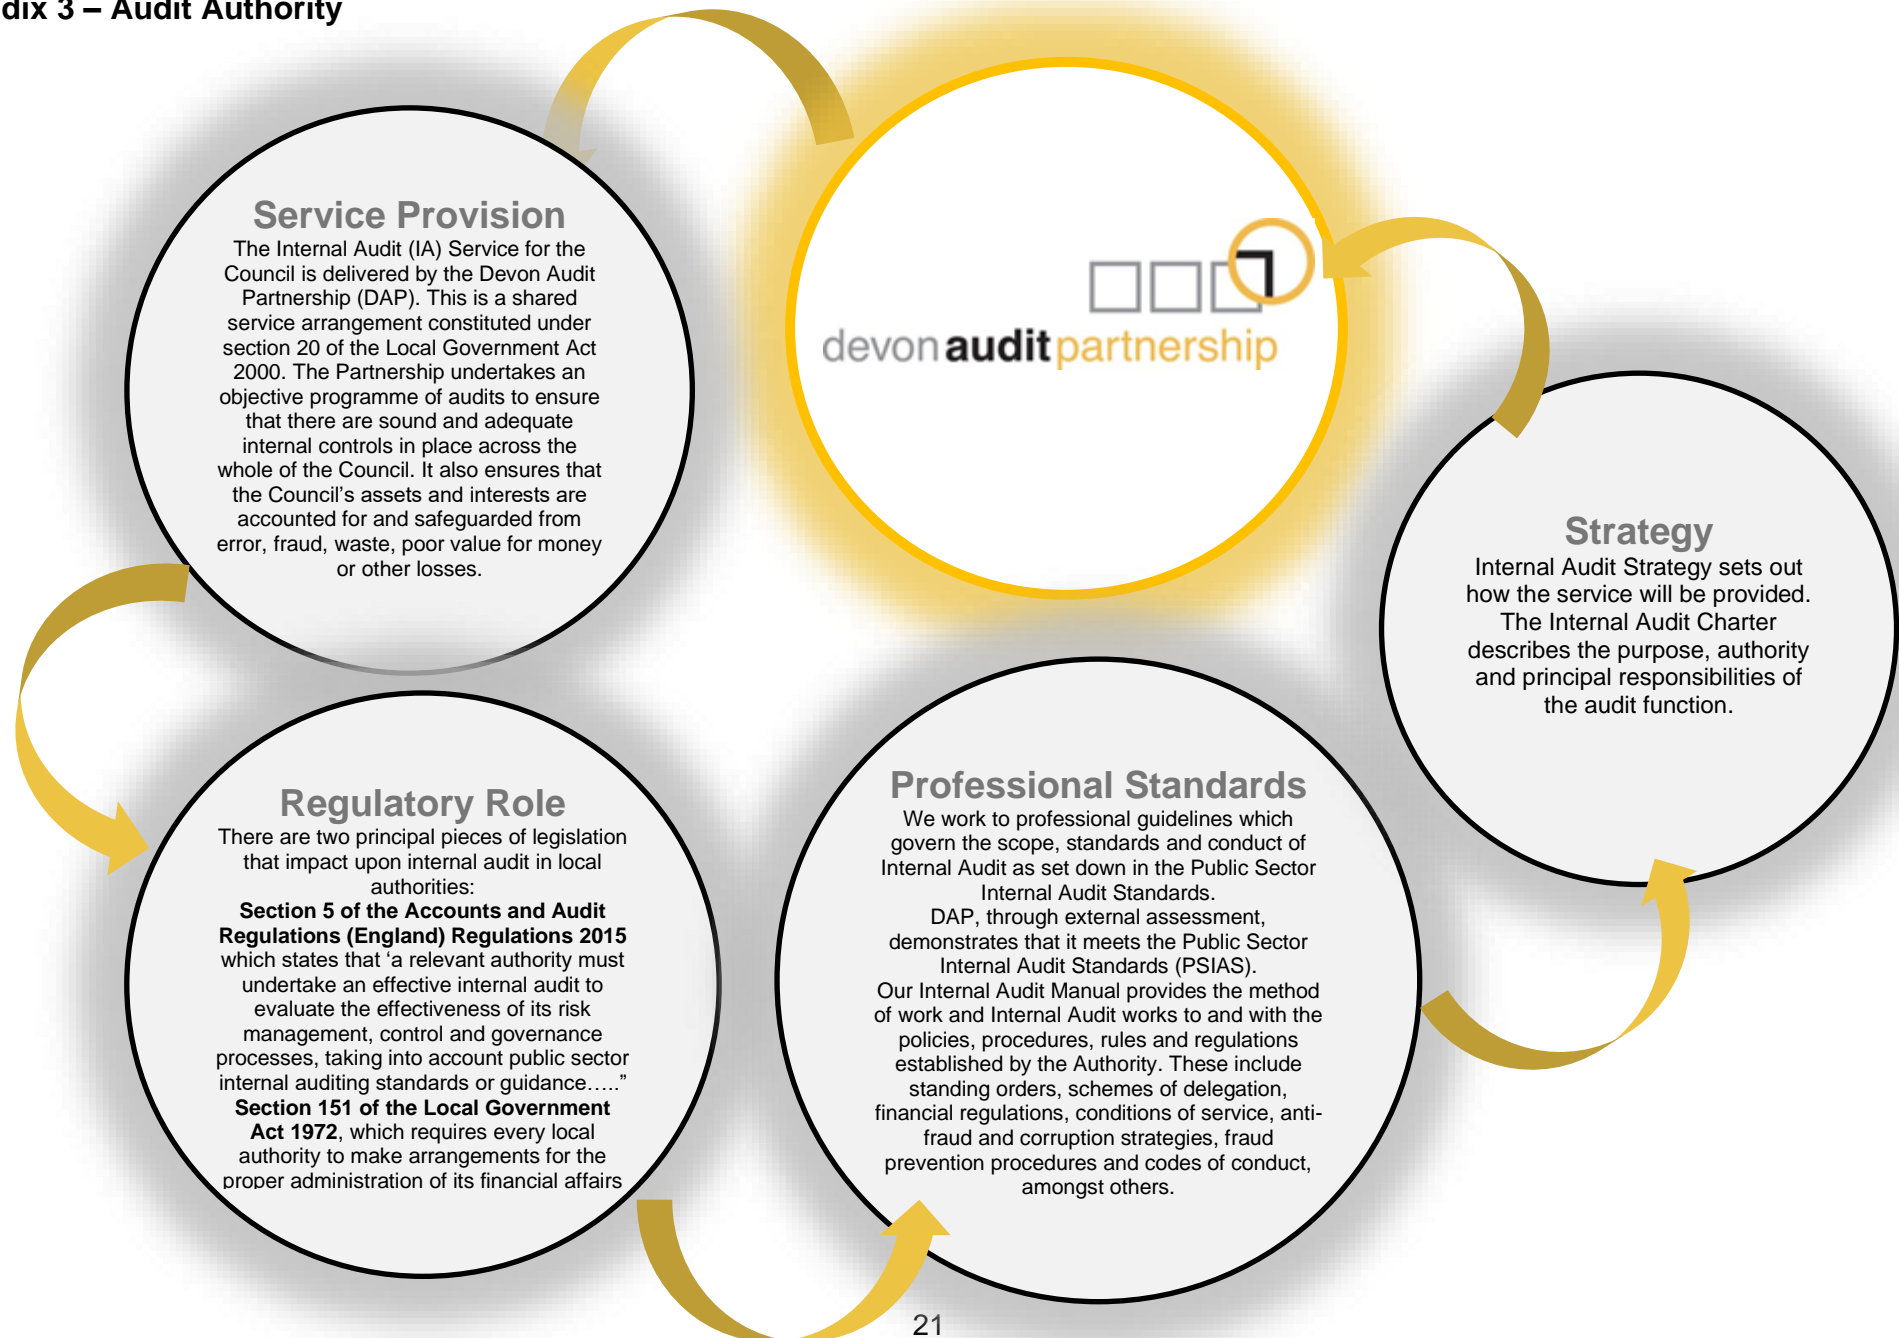 dix 3 – Audit Authority
Service Provision
The Internal Audit (IA) Service for the
Council is delivered by the Devon Audit
Partnership (DAP). This is a shared
service arrangement constituted under
section 20 of the Local Government Act
2000. The Partnership undertakes an
objective programme of audits to ensure
that there are sound and adequate
internal controls in place across the
whole of the Council. It also ensures that
the Council’s assets and interests are
accounted for and safeguarded from
error, fraud, waste, poor value for money
or other losses.
devonauditpartnership
Regulatory Role
There are two principal pieces of legislation
that impact upon internal audit in local
authorities:
Section 5 of the Accounts and Audit
Regulations (England) Regulations 2015
which states that ‘a relevant authority must
undertake an effective internal audit to
evaluate the effectiveness of its risk
management, control and governance
processes, taking into account public sector
internal auditing standards or guidance…..”
Section 151 of the Local Government
Act 1972, which requires every local
authority to make arrangements for the
proper administration of its financial affairs
Professional Standards
We work to professional guidelines which
govern the scope, standards and conduct of
Internal Audit as set down in the Public Sector
Internal Audit Standards.
DAP, through external assessment,
demonstrates that it meets the Public Sector
Internal Audit Standards (PSIAS).
Our Internal Audit Manual provides the method
of work and Internal Audit works to and with the
policies, procedures, rules and regulations
established by the Authority. These include
standing orders, schemes of delegation,
financial regulations, conditions of service, anti-
fraud and corruption strategies, fraud
prevention procedures and codes of conduct,
amongst others.
Strategy
Internal Audit Strategy sets out
how the service will be provided.
The Internal Audit Charter
describes the purpose, authority
and principal responsibilities of
the audit function.
21